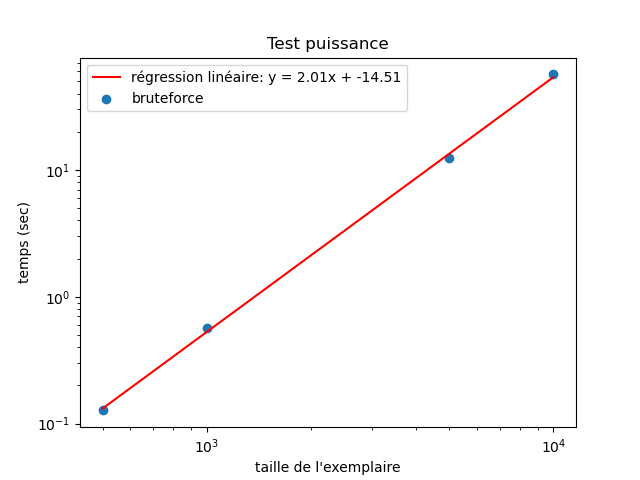 Test puissance
régression linéaire: y = 2.01x + -14.51
bruteforce
temps (sec)
10¹
10⁰
10⁻¹
10³
10⁴
taille de l'exemplaire